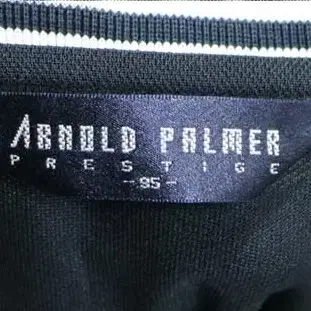 ARNOLD PALMER
PRESTIGE
-95-